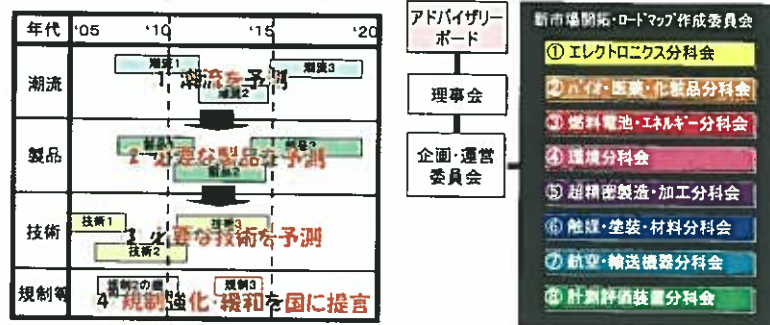 年代 '05 '10 '15 '20
潮流
潮流1
潮流2
潮流3
1 潮流を予測
製品
製品1
製品2
2 必要な製品を予測
技術
技術1
技術2
技術3
3 必要な技術を予測
規制等
規制3
4 規制強化・緩和を国に提言
アドバイザリー
ボード
理事会
企画・運営
委員会
新市場開拓・ロードマップ作成委員会
① エレクトロニクス分科会
② バイオ・医薬・化粧品分科会
③ 燃料電池・エネルギー分科会
④ 環境分科会
⑤ 超精密製造・加工分科会
⑥ 触媒・塗装・材料分科会
⑦ 航空・輸送機器分科会
⑧ 計測評価装置分科会